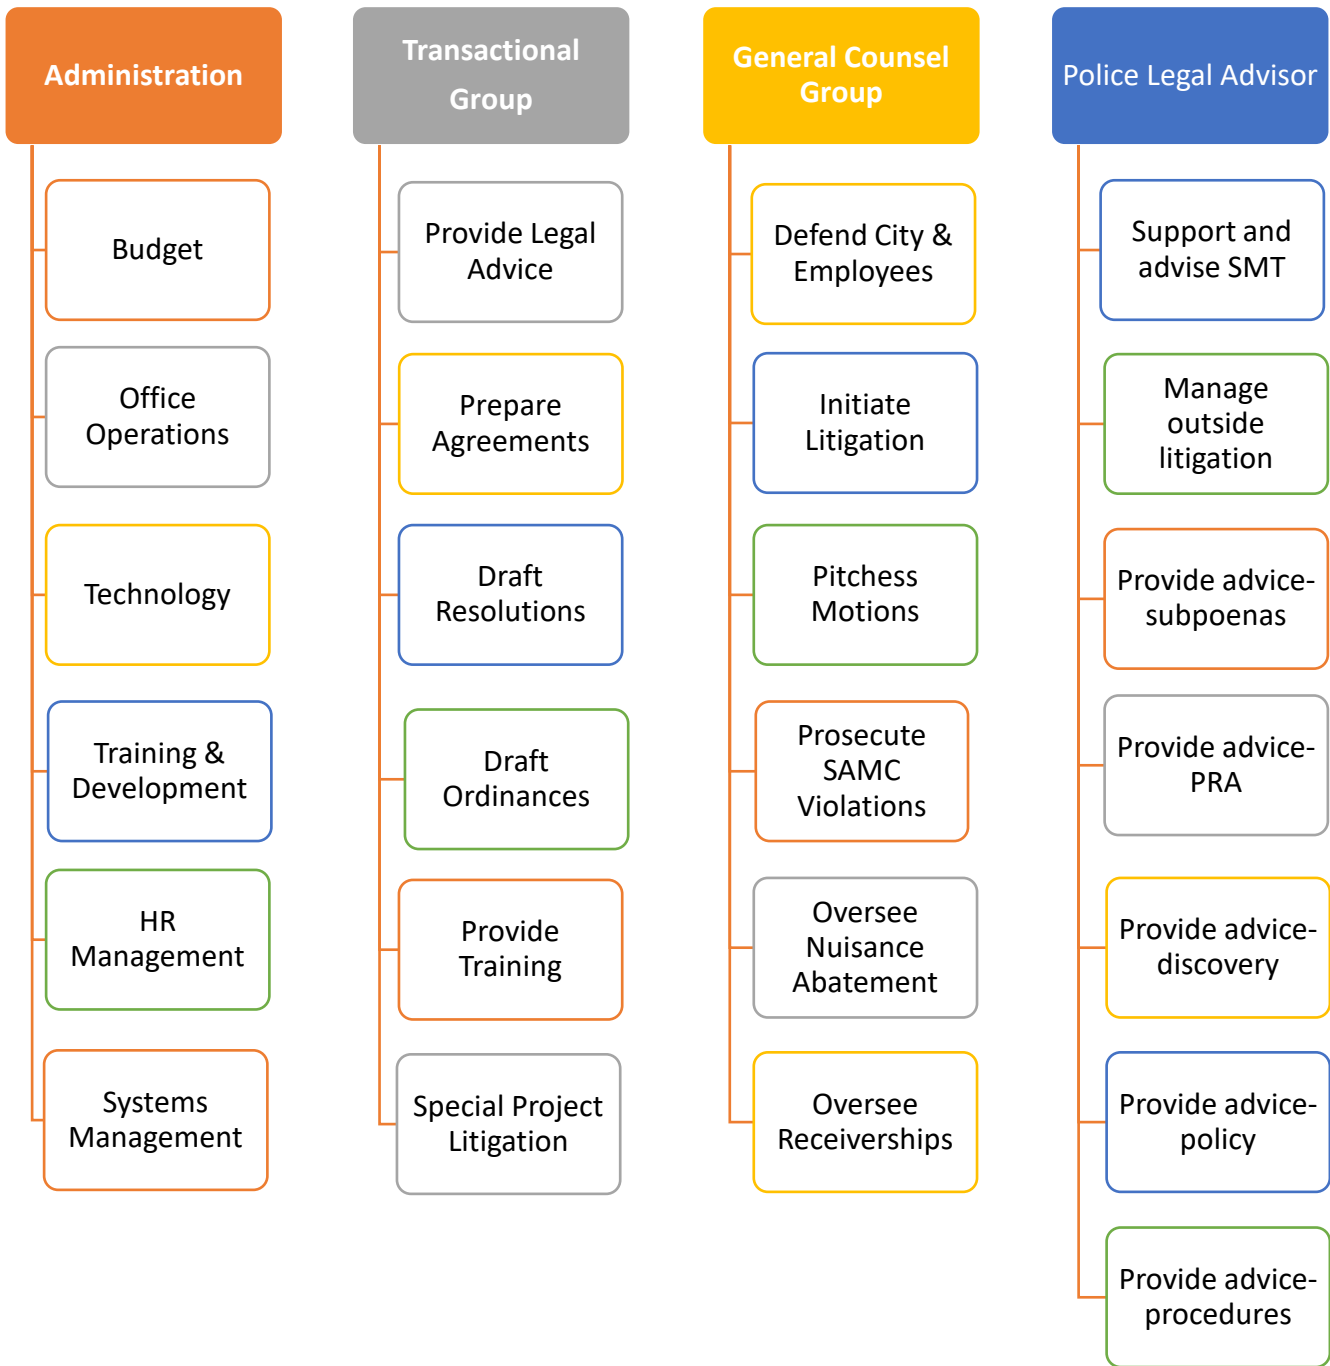 Administration
Budget
Office
Operations
Technology
Training &
Development
HR
Management
Systems
Management
Transactional
Group
Provide Legal
Advice
Prepare
Agreements
Draft
Resolutions
Draft
Ordinances
Provide
Training
Special Project
Litigation
General Counsel
Group
Defend City &
Employees
Initiate
Litigation
Pitchess
Motions
Prosecute
SAMC
Violations
Oversee
Nuisance
Abatement
Oversee
Receiverships
Police Legal Advisor
Support and
advise SMT
Manage
outside
litigation
Provide advice-
subpoenas
Provide advice-
PRA
Provide advice-
discovery
Provide advice-
policy
Provide advice-
procedures